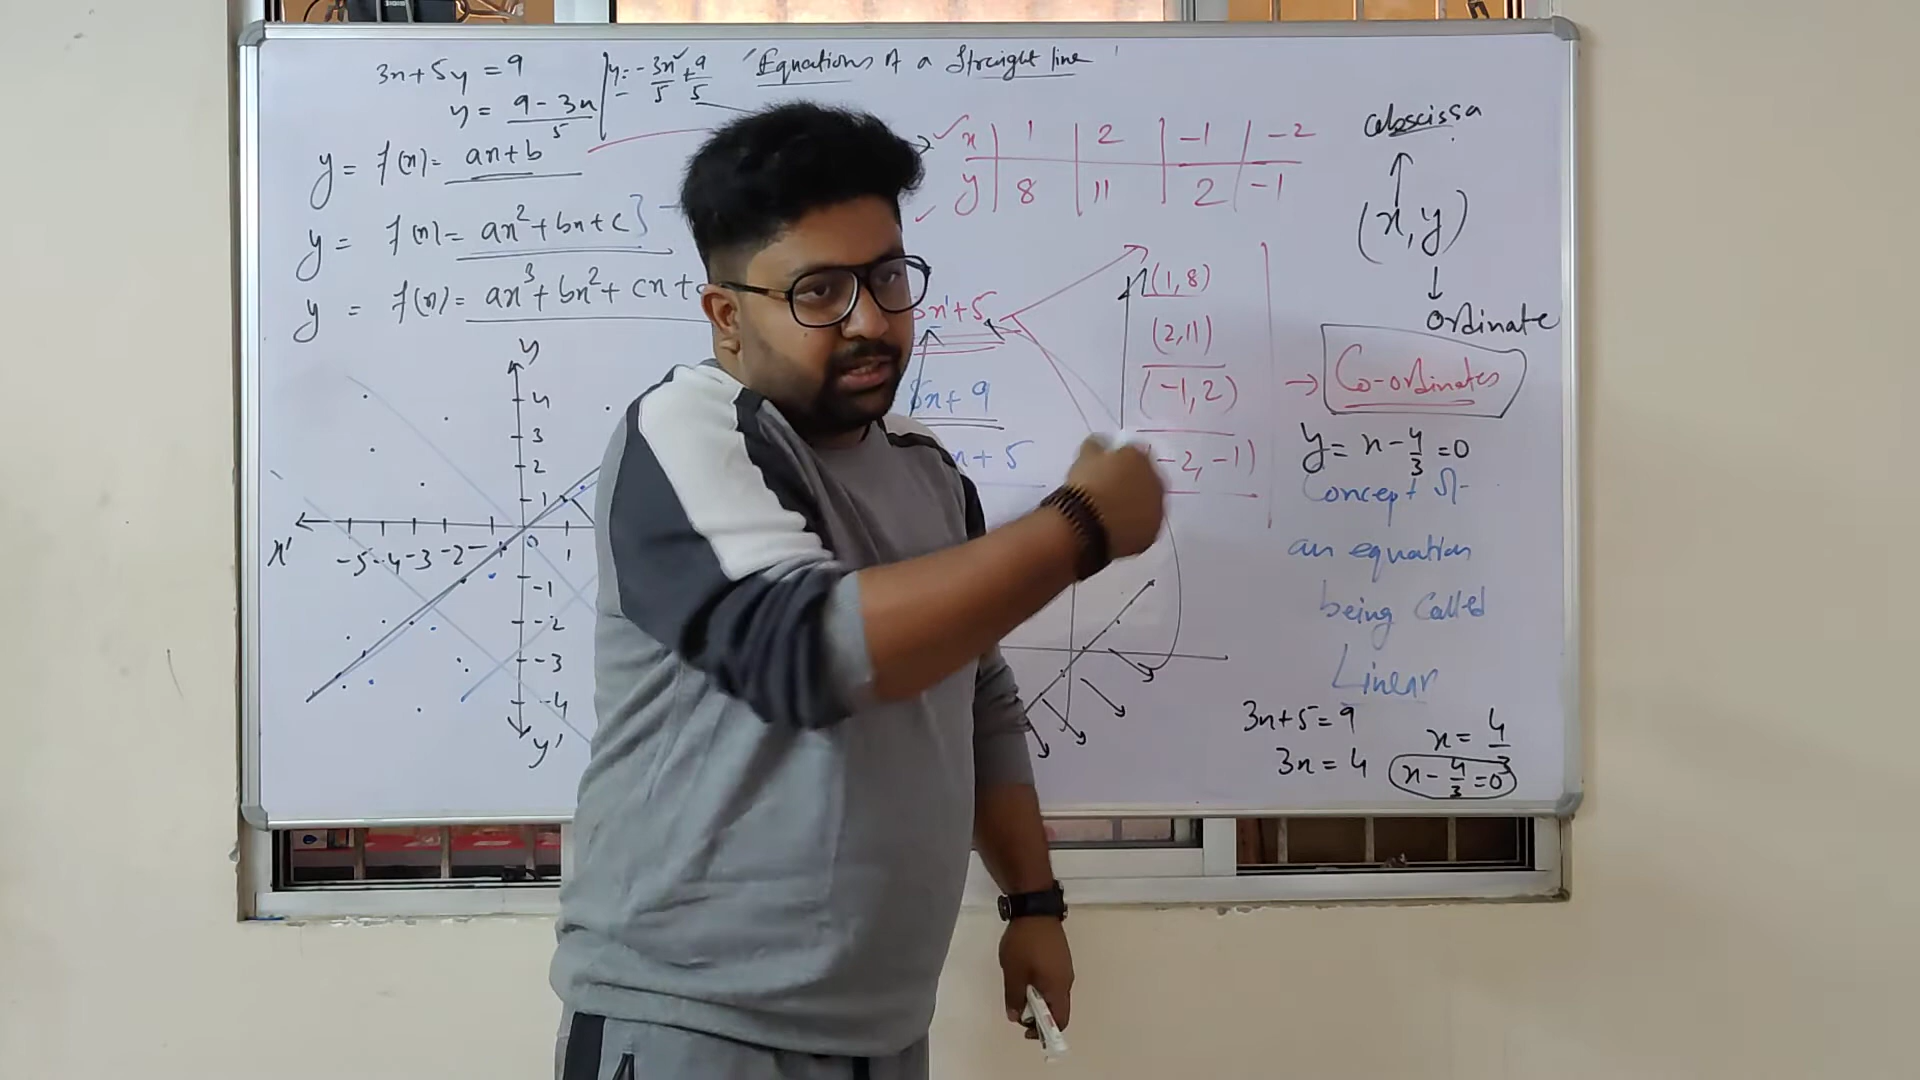 'Equations of a Straight line'
3x+5y = 9
y = 9-3x/5
y = -3x/5 + 9/5
y = f(x) = ax+b
y = f(x) = ax²+bx+c}
y = f(x) = ax³+bx²+cx+
x | 1 | 2 | -1 | -2
y | 8 | 11 | 2 | -1
x+5
x + 9
x + 5
(1,8)
(2,11)
(-1,2)
-2,-1)
abscissa
(x,y)
ordinate
→ Co-ordinates
y = x - 4/3 = 0
Concept of
an equation
being called
Linear
3x+5=9
3x = 4
x = 4/3
x - 4/3 = 0
y
4
3
2
1
x'
-5 -4 -3 -2 -1 0 1
-1
-2
-3
-4
y'